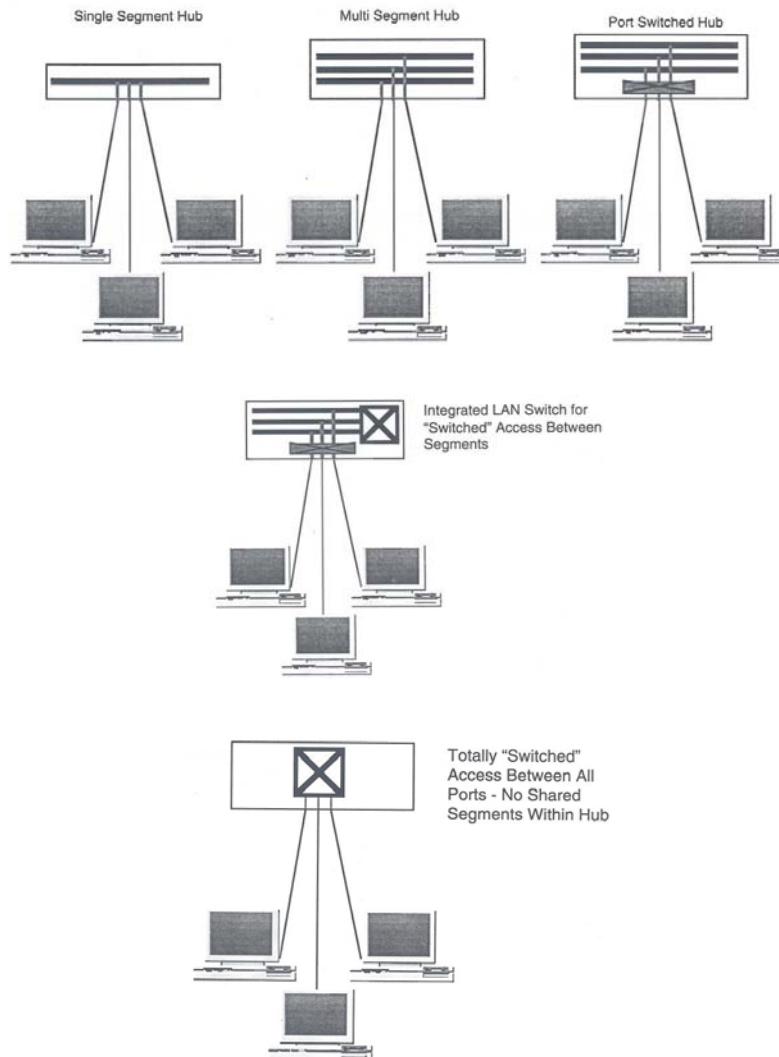 Single Segment Hub
Multi Segment Hub
Port Switched Hub
Integrated LAN Switch for
“Switched” Access Between
Segments
Totally “Switched”
Access Between All
Ports - No Shared
Segments Within Hub